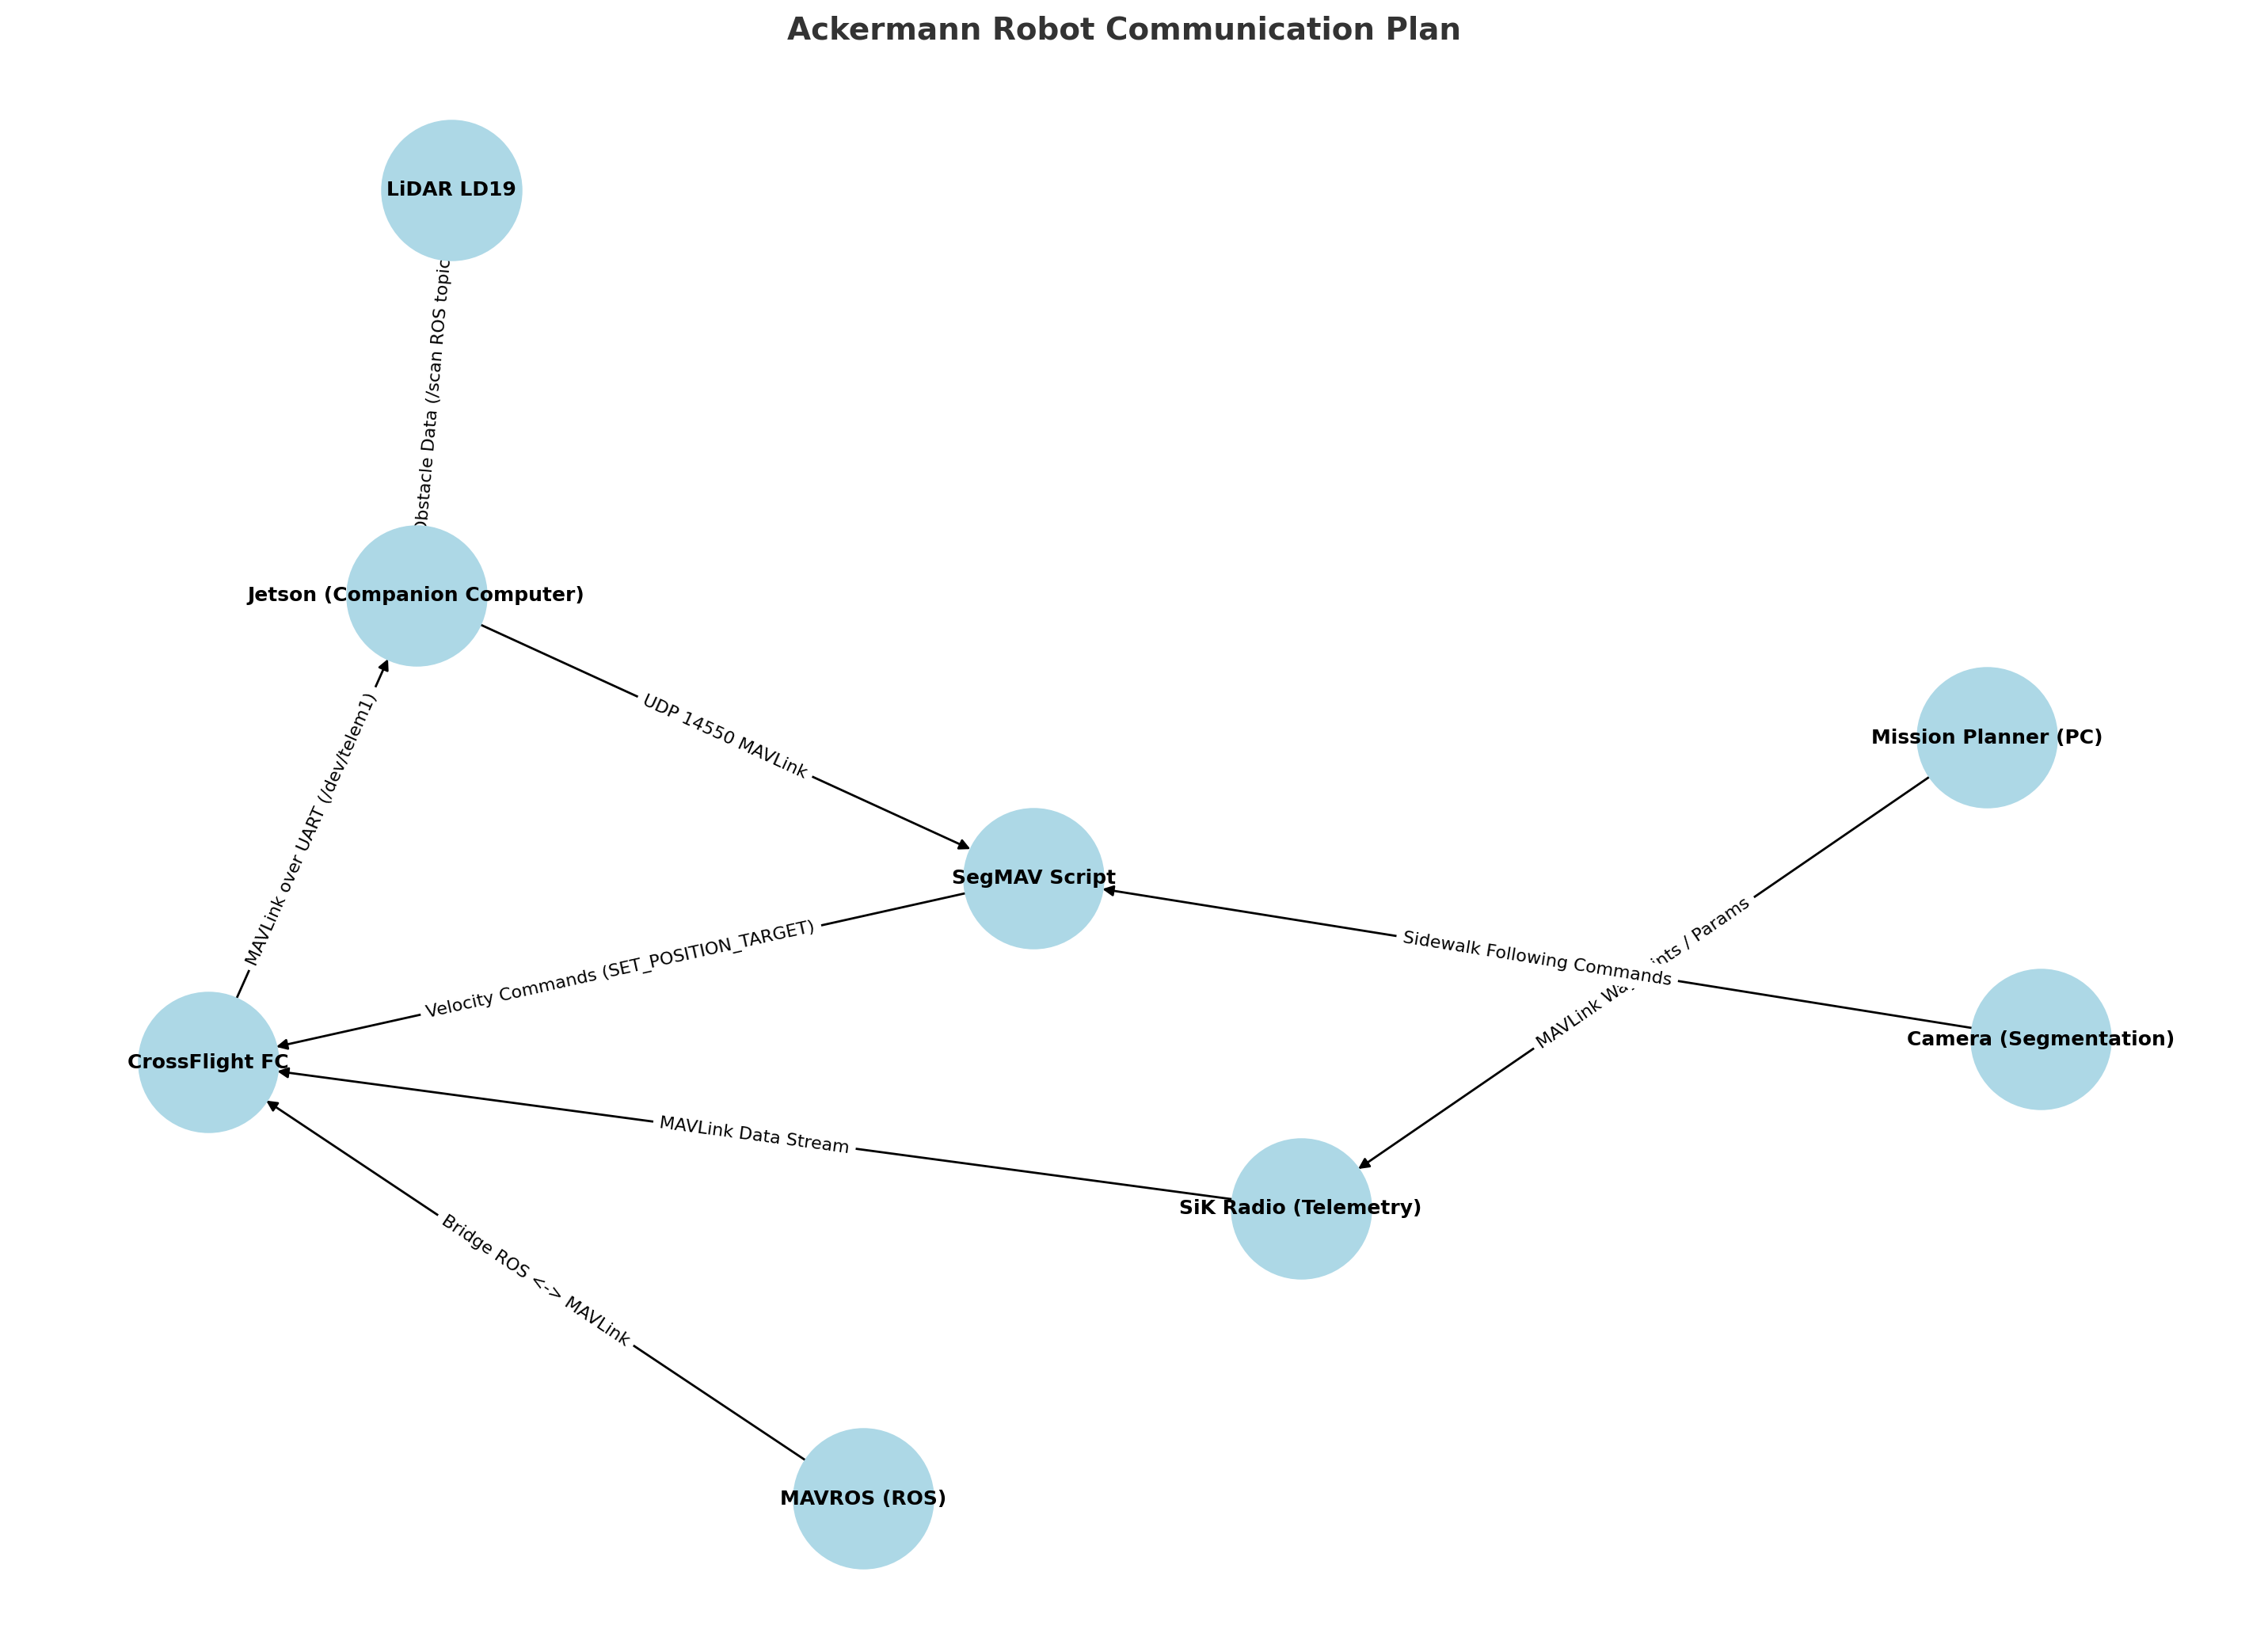 Ackermann Robot Communication Plan
LiDAR LD19
Obstacle Data (/scan ROS topic
Jetson (Companion Computer)
UDP 14550 MAVLink
MAVLink over UART (/dev/telem1)
Mission Planner (PC)
SegMAV Script
MAVLink Wa ints / Params
Sidewalk Following Commands
Velocity Commands (SET_POSITION_TARGET)
Camera (Segmentation)
CrossFlight FC
MAVLink Data Stream
SiK Radio (Telemetry)
Bridge ROS <-> MAVLink
MAVROS (ROS)